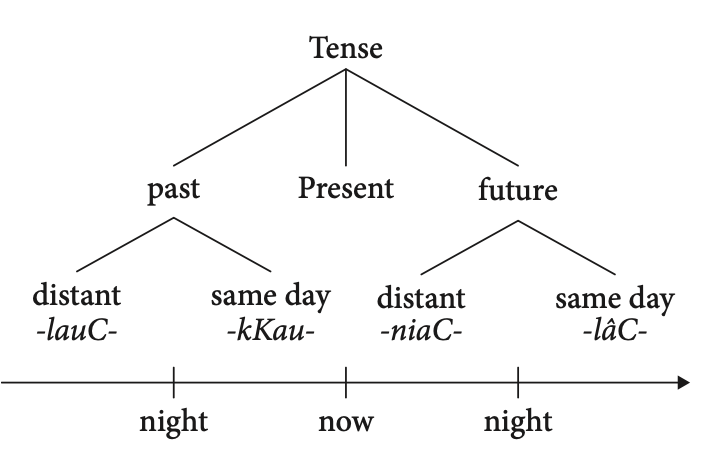 Tense
past Present future
distant same day distant same day
-lauC- -kKau- -niaC- -lâC-
night now night